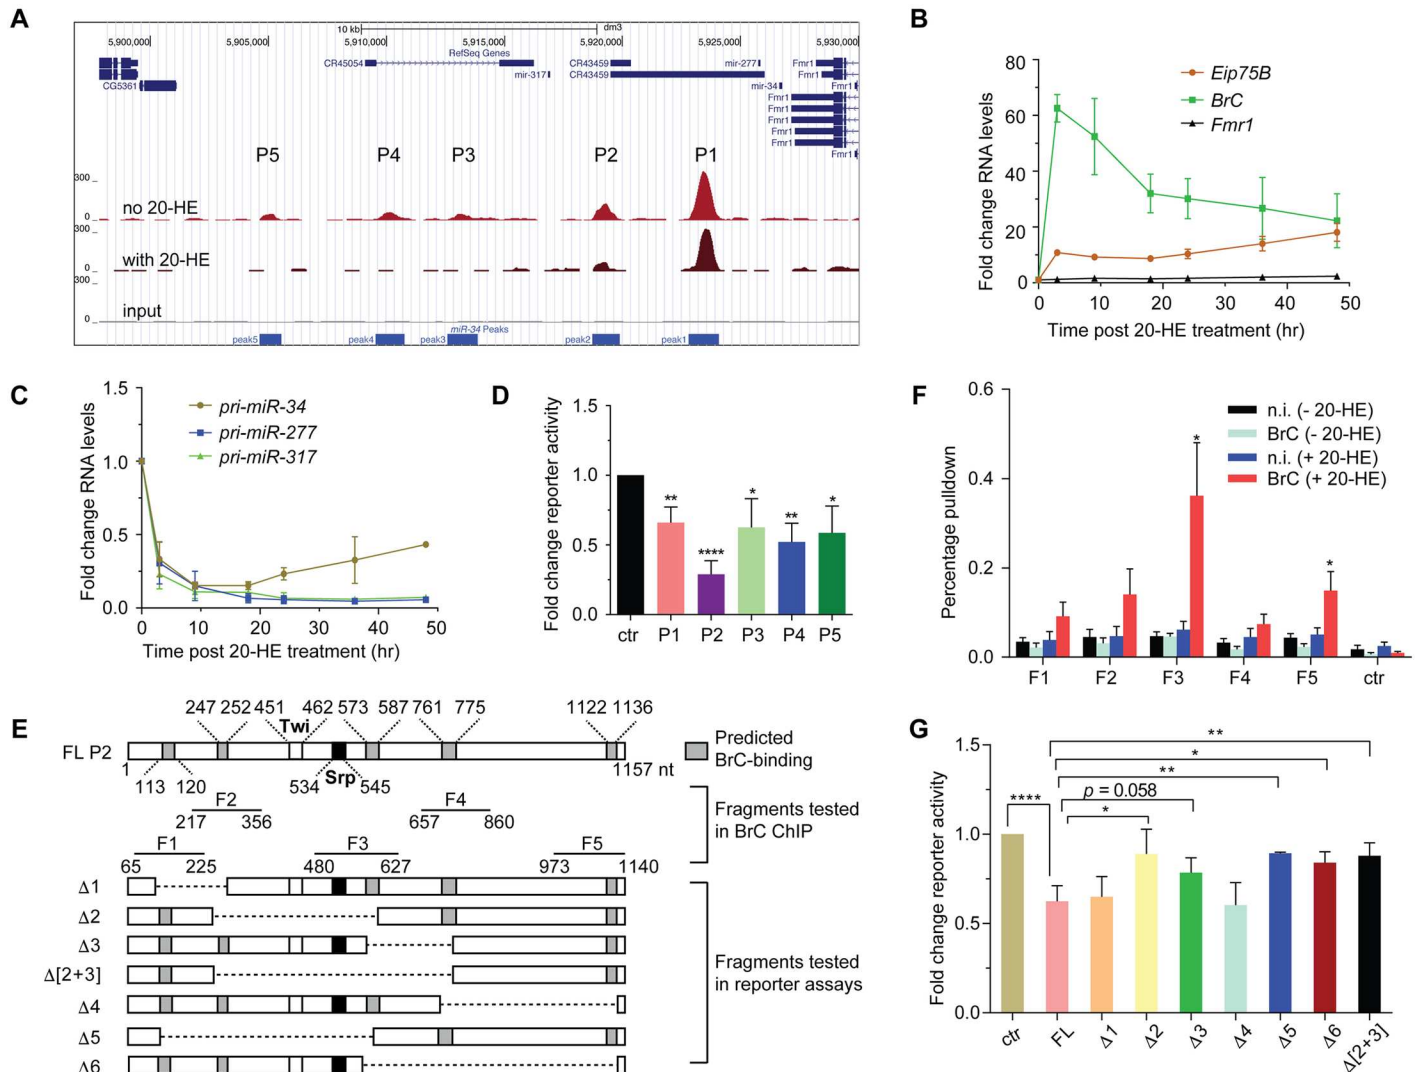 A
10 kb
dm3
5,900,000
5,905,000
5,910,000
5,915,000
5,920,000
5,925,000
5,930,000
RefSeq Genes
CR45054
CR43459
mir-277
Fmr1
mir-317
CR43459
Fmr1
CG5361
mir-34
Fmr1
Fmr1
Fmr1
Fmr1
Fmr1
Fmr1
Fmr1
P5
P4
P3
P2
P1
300
no 20-HE
0
300
with 20-HE
0
300
input
0
miR-34 Peaks
peak5
peak4
peak3
peak2
peak1
B
Fold change RNA levels
80
60
40
20
0
Eip75B
BrC
Fmr1
0 10 20 30 40 50
Time post 20-HE treatment (hr)
C
Fold change RNA levels
1.5
1.0
0.5
0.0
pri-miR-34
pri-miR-277
pri-miR-317
0 10 20 30 40 50
Time post 20-HE treatment (hr)
D
Fold change reporter activity
1.5
1.0
0.5
0.0
**
****
*
**
*
ctr P1 P2 P3 P4 P5
F
Percentage pulldown
0.6
0.4
0.2
0.0
n.i. (- 20-HE)
BrC (- 20-HE)
n.i. (+ 20-HE)
BrC (+ 20-HE)
*
*
F1 F2 F3 F4 F5 ctr
E
247 252 451 462 573 587 761 775 1122 1136
Twi
FL P2
1
1157 nt
113 120 534 Srp 545
Predicted
BrC-binding
F2
217 356
F4
657 860
F1
65 225
F3
480 627
F5
973 1140
Fragments tested
in BrC ChIP
Δ1
Δ2
Δ3
Δ[2+3]
Δ4
Δ5
Δ6
Fragments tested
in reporter assays
G
Fold change reporter activity
1.5
1.0
0.5
0.0
**
*
**
p = 0.058
*
****
ctr FL Δ1 Δ2 Δ3 Δ4 Δ5 Δ6 Δ[2+3]